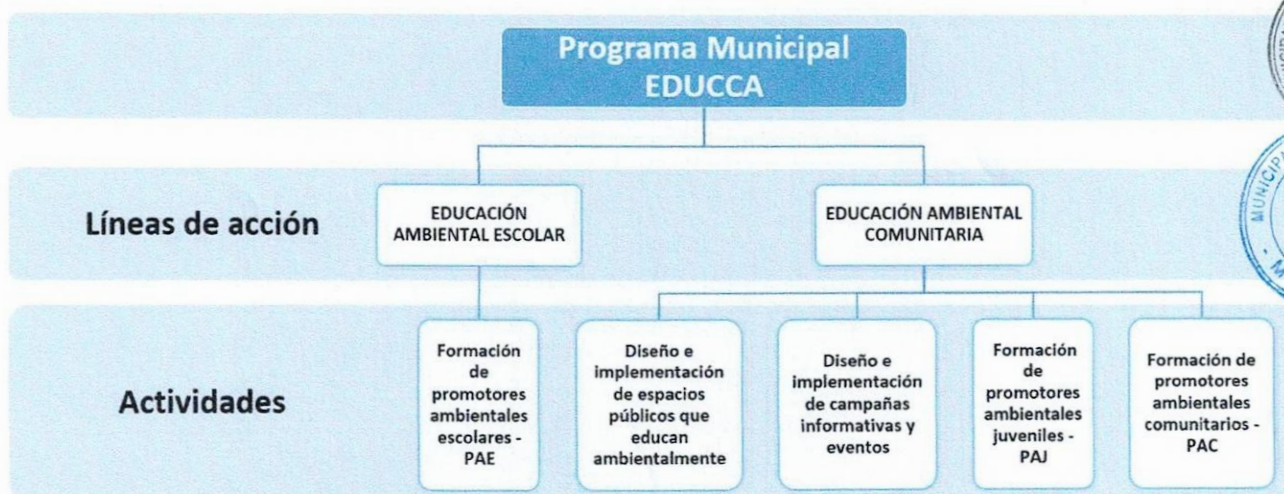 Programa Municipal
EDUCCA
Líneas de acción
EDUCACIÓN
AMBIENTAL ESCOLAR
EDUCACIÓN AMBIENTAL
COMUNITARIA
Actividades
Formación
de
promotores
ambientales
escolares -
PAE
Diseño e
implementación
de espacios
públicos que
educan
ambientalmente
Diseño e
implementación
de campañas
informativas y
eventos
Formación
de
promotores
ambientales
juveniles -
PAJ
Formación de
promotores
ambientales
comunitarios -
PAC